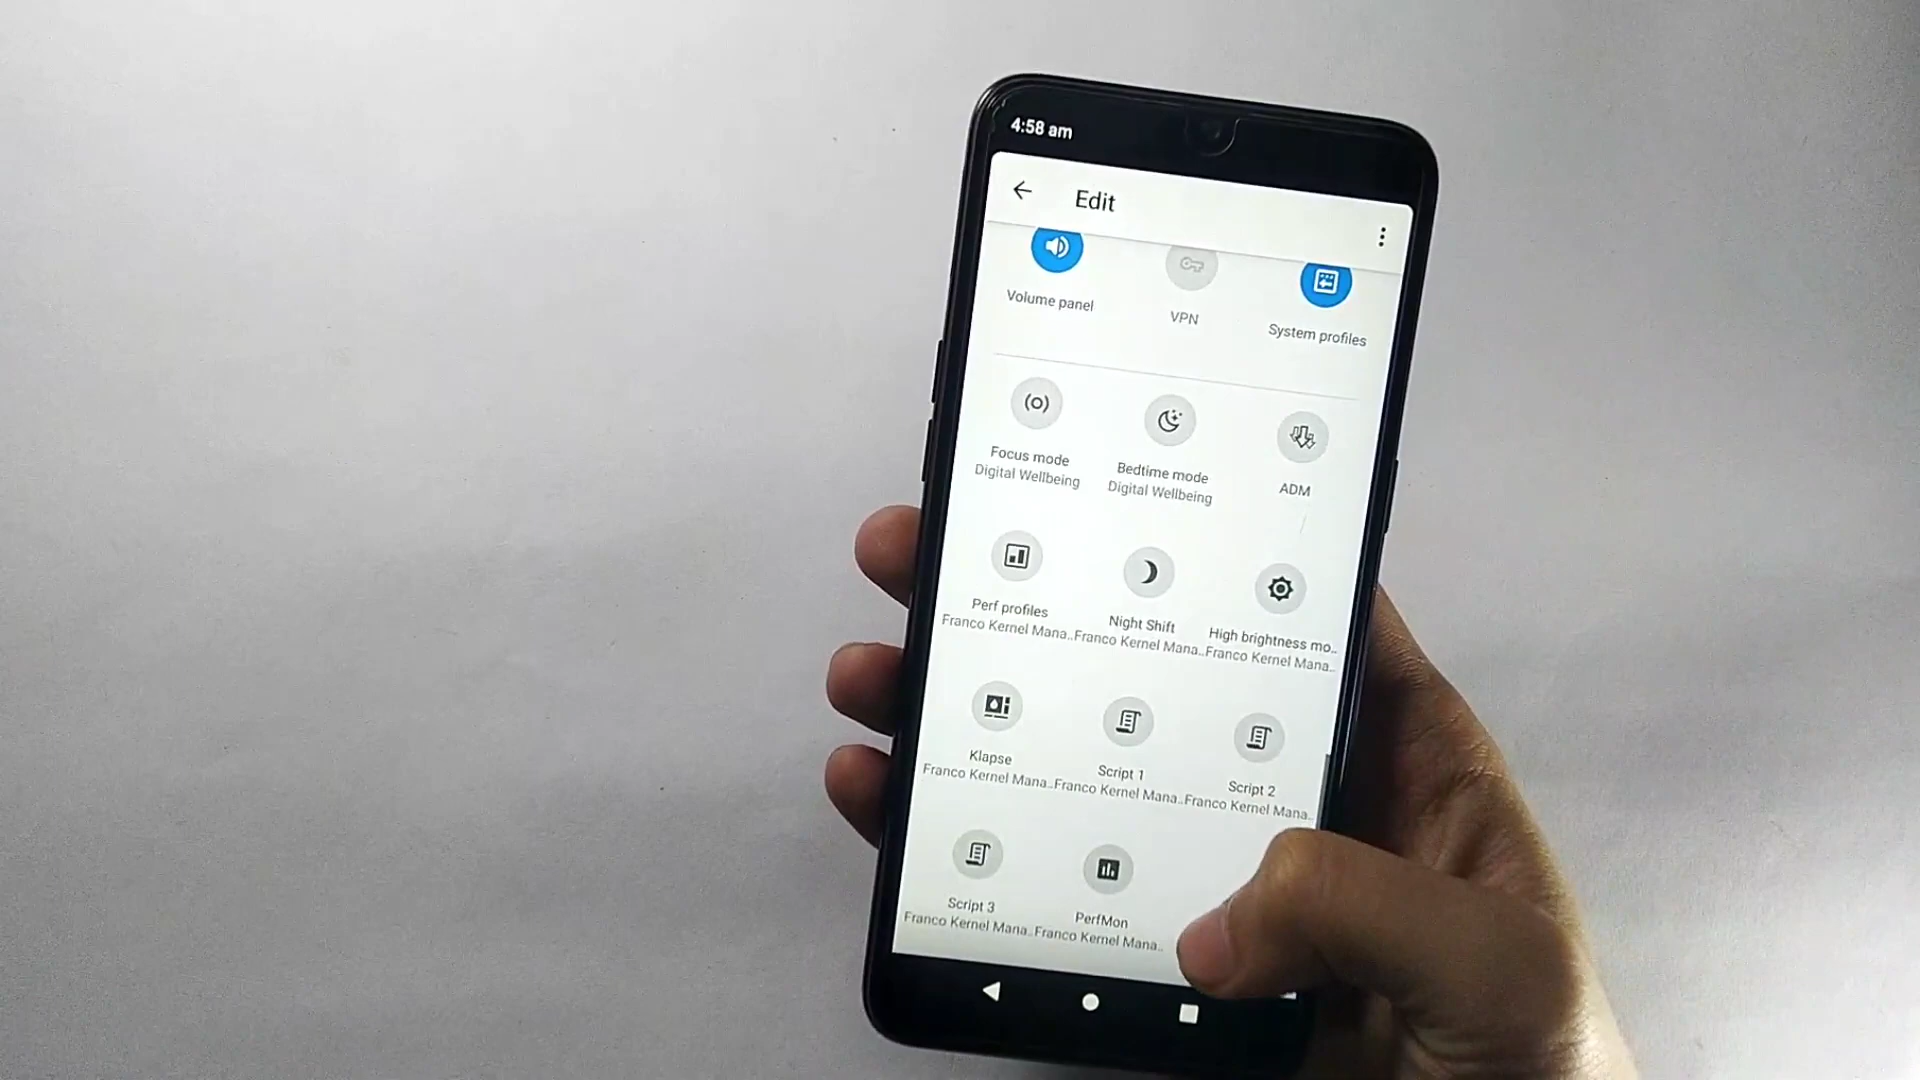 4:58 am
Edit
Volume panel
VPN
System profiles
Focus mode
Digital Wellbeing
Bedtime mode
Digital Wellbeing
ADM
Perf profiles
Franco Kernel Mana..
Night Shift
Franco Kernel Mana..
High brightness mo..
Franco Kernel Mana..
Klapse
Franco Kernel Mana..
Script 1
Franco Kernel Mana..
Script 2
Franco Kernel Mana..
Script 3
Franco Kernel Mana..
PerfMon
Franco Kernel Mana..